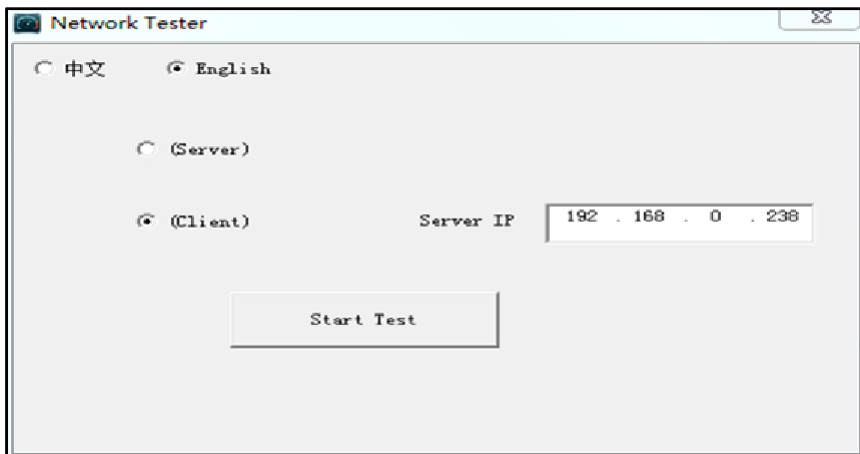 Network Tester
中文 English
(Server)
(Client) Server IP 192 . 168 . 0 . 238
Start Test